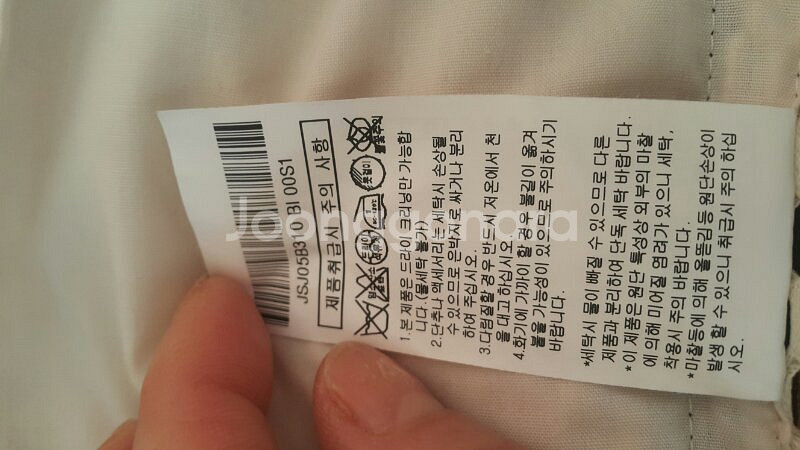 JSJ05B310 BI 00S1
제품취급시 주의 사항
드라이
옷걸이
1.본 제품은 드라이 크리닝만 가능합
니다.(물세탁 불가)
2.단추나 액세서리는 세탁시 손상될
수 있으므로 은박지로 싸거나 분리
하여 주십시오.
3.다림질할 경우 반드시 저온에서 천
을 대고 하십시오.
4.화기에 가까이 할 경우 불길이 옮겨
붙을 가능성이 있으므로 주의하시기
바랍니다.
*세탁시 물이 빠질 수 있으므로 다른
제품과 분리하여 단독 세탁 바랍니다.
* 이 제품은 원단 특성상 외부의 마찰
에 의해 미어질 염려가 있으니 세탁,
착용시 주의 바랍니다.
*마찰등에 의해 올뜯김등 원단손상이
발생 할 수 있으니 취급시 주의 하십
시오.
Joonggonara